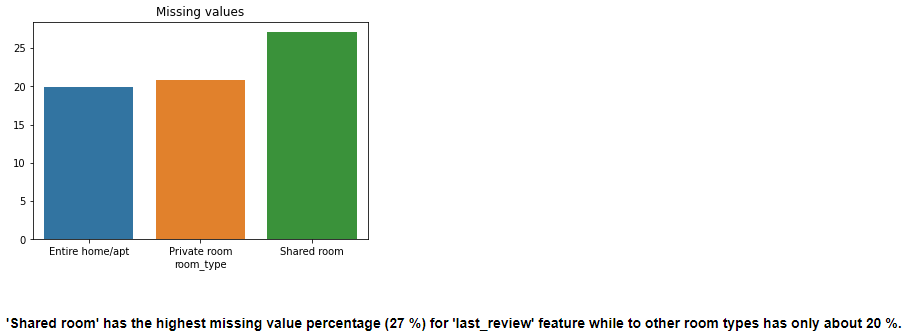 Missing values
25
20
15
10
5
0
Entire home/apt Private room Shared room
room_type
'Shared room' has the highest missing value percentage (27 %) for 'last_review' feature while to other room types has only about 20 %.